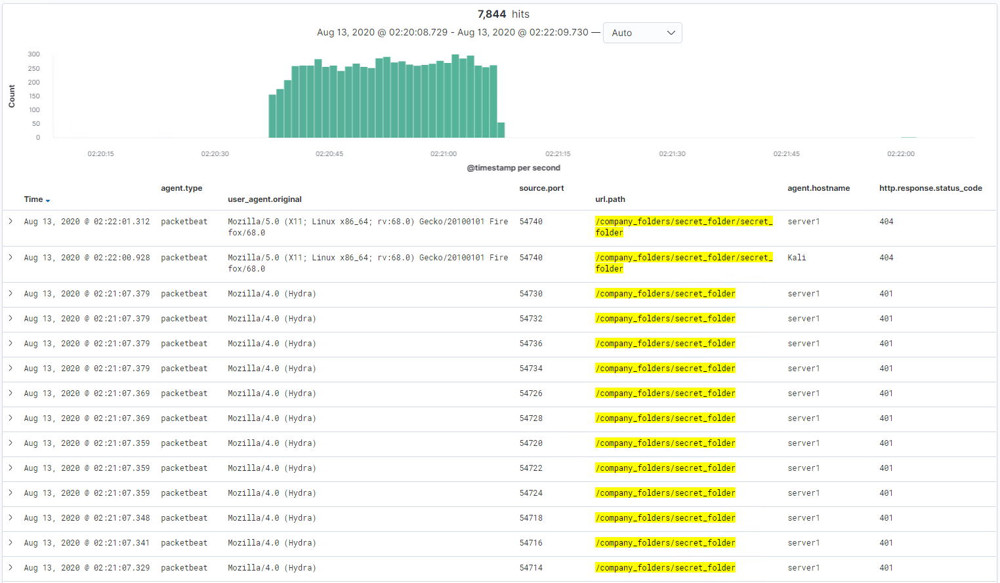 7,844 hits
Aug 13, 2020 @ 02:20:08.729 - Aug 13, 2020 @ 02:22:09.730 — Auto
300
250
200
150
100
50
0
Count
02:20:15 02:20:30 02:20:45 02:21:00 02:21:15 02:21:30 02:21:45 02:22:00
@timestamp per second
Time agent.type user_agent.original source.port url.path agent.hostname http.response.status_code
Aug 13, 2020 @ 02:22:01.312 packetbeat Mozilla/5.0 (X11; Linux x86_64; rv:68.0) Gecko/20100101 Fire 54740 /company_folders/secret_folder/secret_ server1 404
fox/68.0 folder
Aug 13, 2020 @ 02:22:00.928 packetbeat Mozilla/5.0 (X11; Linux x86_64; rv:68.0) Gecko/20100101 Fire 54740 /company_folders/secret_folder/secret_ Kali 404
fox/68.0 folder
Aug 13, 2020 @ 02:21:07.379 packetbeat Mozilla/4.0 (Hydra) 54730 /company_folders/secret_folder server1 401
Aug 13, 2020 @ 02:21:07.379 packetbeat Mozilla/4.0 (Hydra) 54732 /company_folders/secret_folder server1 401
Aug 13, 2020 @ 02:21:07.379 packetbeat Mozilla/4.0 (Hydra) 54736 /company_folders/secret_folder server1 401
Aug 13, 2020 @ 02:21:07.379 packetbeat Mozilla/4.0 (Hydra) 54734 /company_folders/secret_folder server1 401
Aug 13, 2020 @ 02:21:07.369 packetbeat Mozilla/4.0 (Hydra) 54726 /company_folders/secret_folder server1 401
Aug 13, 2020 @ 02:21:07.369 packetbeat Mozilla/4.0 (Hydra) 54728 /company_folders/secret_folder server1 401
Aug 13, 2020 @ 02:21:07.359 packetbeat Mozilla/4.0 (Hydra) 54720 /company_folders/secret_folder server1 401
Aug 13, 2020 @ 02:21:07.359 packetbeat Mozilla/4.0 (Hydra) 54722 /company_folders/secret_folder server1 401
Aug 13, 2020 @ 02:21:07.359 packetbeat Mozilla/4.0 (Hydra) 54724 /company_folders/secret_folder server1 401
Aug 13, 2020 @ 02:21:07.348 packetbeat Mozilla/4.0 (Hydra) 54718 /company_folders/secret_folder server1 401
Aug 13, 2020 @ 02:21:07.341 packetbeat Mozilla/4.0 (Hydra) 54716 /company_folders/secret_folder server1 401
Aug 13, 2020 @ 02:21:07.329 packetbeat Mozilla/4.0 (Hydra) 54714 /company_folders/secret_folder server1 401